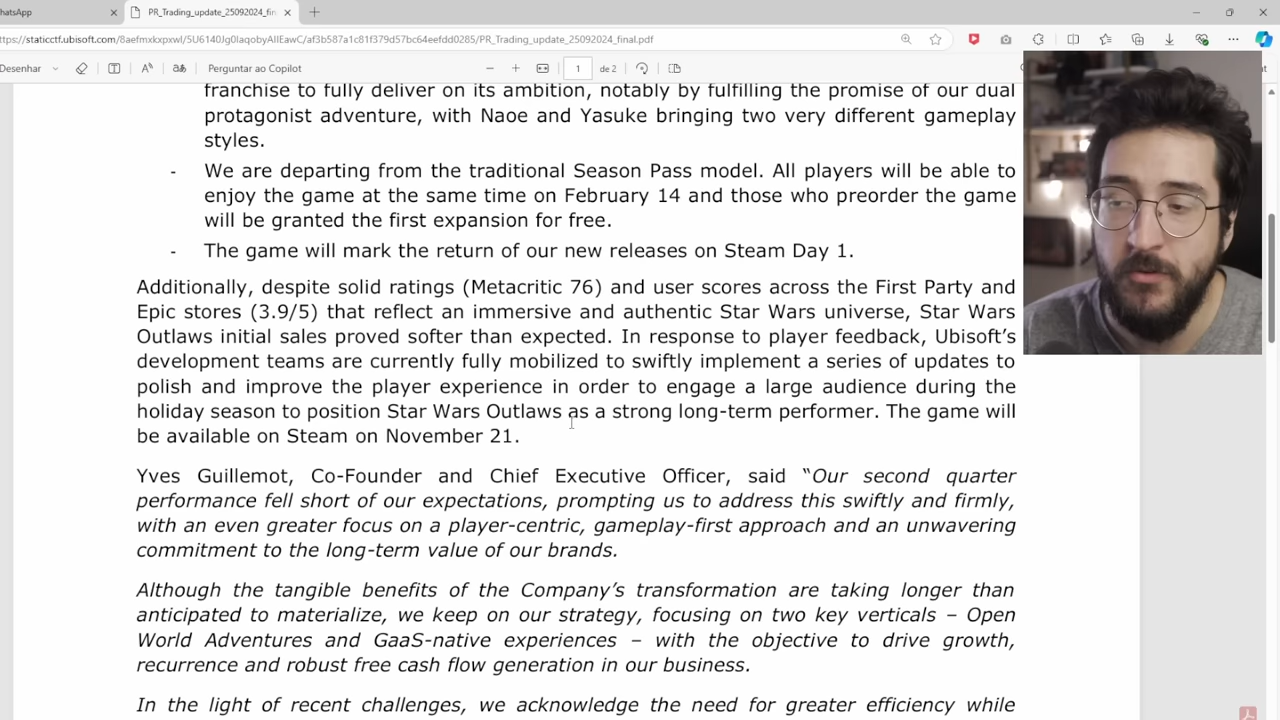 hatsApp
PR_Trading_update_25092024_fin
ttps://staticctf.ubisoft.com/8aefmxkxpxwl/5U6140Jg0laqobyAIIEawC/af3b587a1c81f379d57bc64eefdd0285/PR_Trading_update_25092024_final.pdf
Desenhar
Perguntar ao Copilot
1
de 2
franchise to fully deliver on its ambition, notably by fulfilling the promise of our dual
protagonist adventure, with Naoe and Yasuke bringing two very different gameplay
styles.
- We are departing from the traditional Season Pass model. All players will be able to
enjoy the game at the same time on February 14 and those who preorder the game
will be granted the first expansion for free.
- The game will mark the return of our new releases on Steam Day 1.
Additionally, despite solid ratings (Metacritic 76) and user scores across the First Party and
Epic stores (3.9/5) that reflect an immersive and authentic Star Wars universe, Star Wars
Outlaws initial sales proved softer than expected. In response to player feedback, Ubisoft's
development teams are currently fully mobilized to swiftly implement a series of updates to
polish and improve the player experience in order to engage a large audience during the
holiday season to position Star Wars Outlaws as a strong long-term performer. The game will
be available on Steam on November 21.
Yves Guillemot, Co-Founder and Chief Executive Officer, said “Our second quarter
performance fell short of our expectations, prompting us to address this swiftly and firmly,
with an even greater focus on a player-centric, gameplay-first approach and an unwavering
commitment to the long-term value of our brands.
Although the tangible benefits of the Company's transformation are taking longer than
anticipated to materialize, we keep on our strategy, focusing on two key verticals – Open
World Adventures and GaaS-native experiences – with the objective to drive growth,
recurrence and robust free cash flow generation in our business.
In the light of recent challenges, we acknowledge the need for greater efficiency while